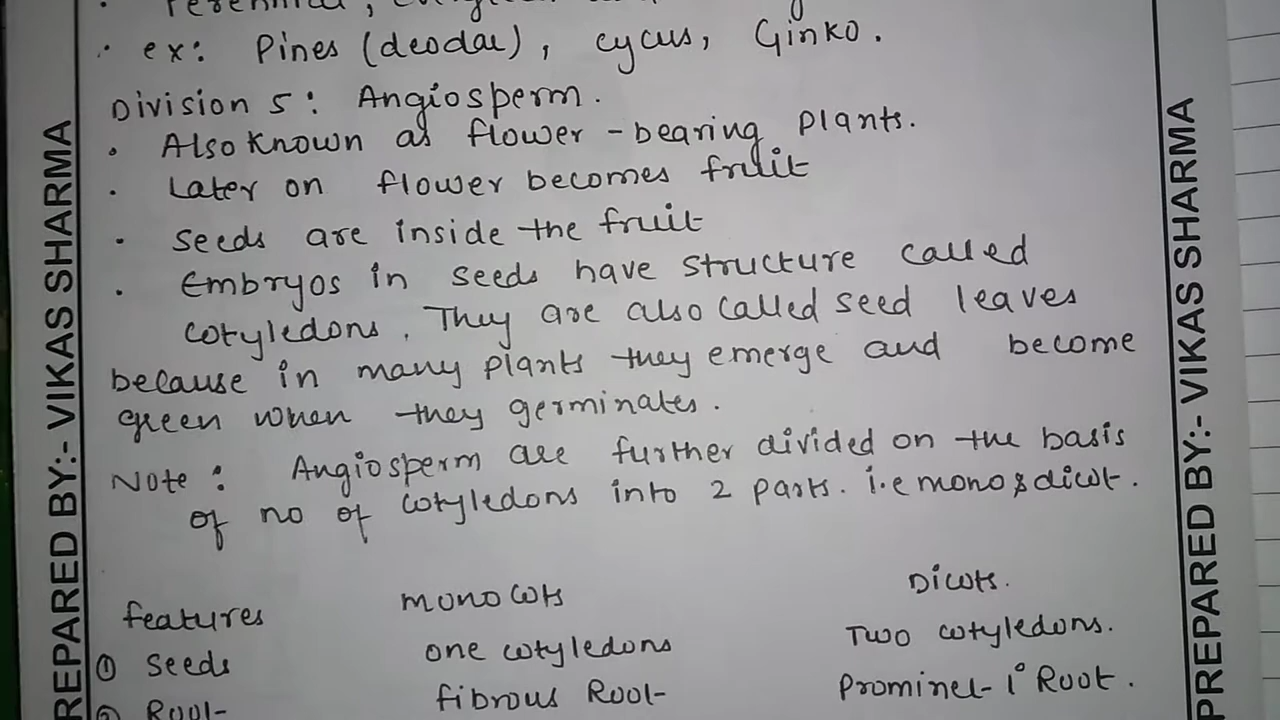 Perennial, evergreen
• ex: Pines (deodar), cycus, Ginko.
Division 5: Angiosperm.
• Also known as flower-bearing plants.
• Later on flower becomes fruit
• Seeds are inside the fruit
• Embryos in seeds have structure called
cotyledons. They are also called seed leaves
because in many plants they emerge and become
green when they germinates.
Note: Angiosperm are further divided on the basis
of no of cotyledons into 2 parts. i.e mono & dicot.
features monocots Dicots.
① Seeds one cotyledons Two cotyledons.
② Root fibrous Root Prominet 1° Root.
PREPARED BY:- VIKAS SHARMA
PREPARED BY:- VIKAS SHARMA